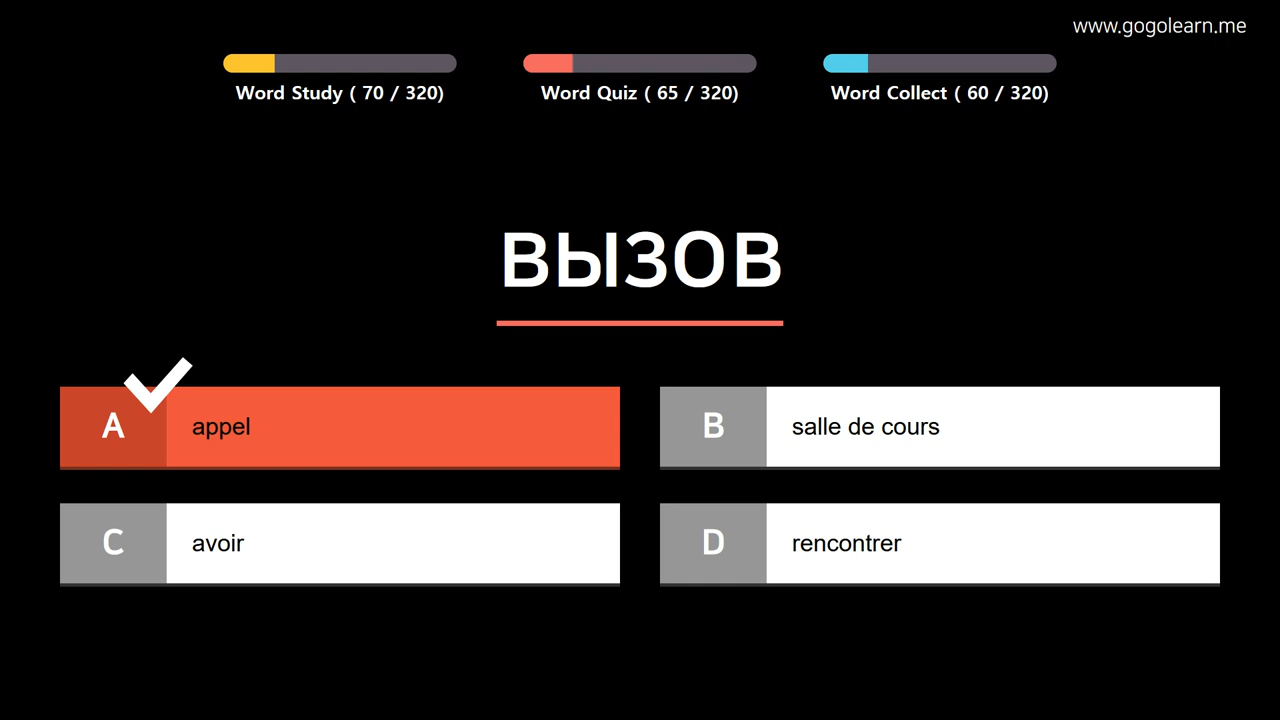 www.gogolearn.me
Word Study ( 70 / 320)
Word Quiz ( 65 / 320)
Word Collect ( 60 / 320)
вызов
A appel
B salle de cours
C avoir
D rencontrer